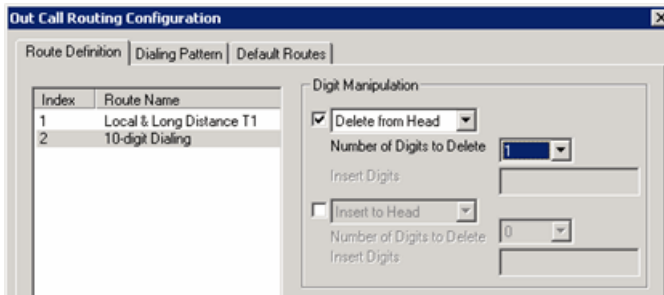 Out Call Routing Configuration
Route Definition Dialing Pattern Default Routes
Index Route Name
1 Local & Long Distance T1
2 10-digit Dialing
Digit Manipulation
Delete from Head
Number of Digits to Delete 1
Insert Digits
Insert to Head
Number of Digits to Delete 0
Insert Digits